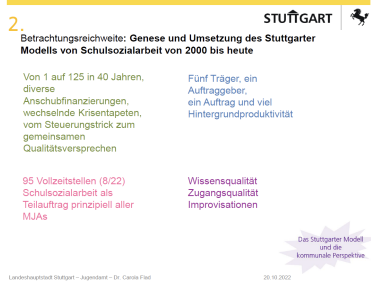 2.
STUTTGART
Betrachtungsreichweite: Genese und Umsetzung des Stuttgarter
Modells von Schulsozialarbeit von 2000 bis heute
Von 1 auf 125 in 40 Jahren,
diverse
Anschubfinanzierungen,
wechselnde Krisentapeten,
vom Steuerungstrick zum
gemeinsamen
Qualitätsversprechen
Fünf Träger, ein
Auftraggeber,
ein Auftrag und viel
Hintergrundproduktivität
95 Vollzeitstellen (8/22)
Schulsozialarbeit als
Teilauftrag prinzipiell aller
MJAs
Wissensqualität
Zugangsqualität
Improvisationen
Das Stuttgarter Modell
und die
kommunale Perspektive
Landeshauptstadt Stuttgart – Jugendamt – Dr. Carola Flad
20.10.2022